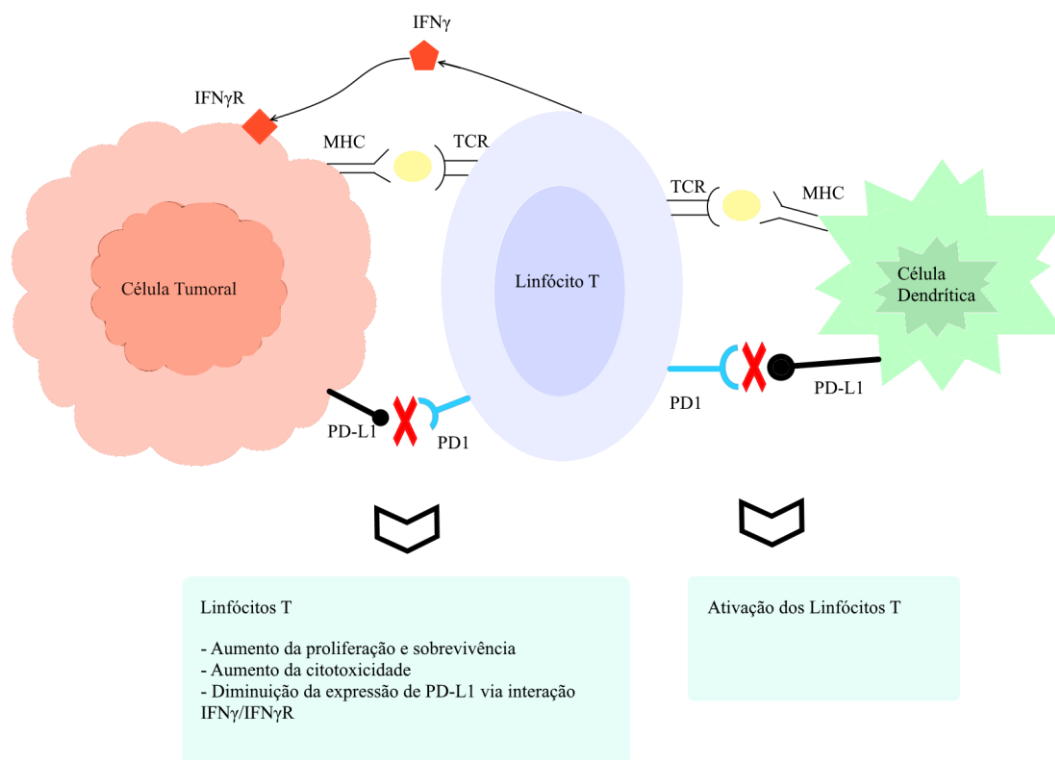 IFNγ
IFNγR
MHC
TCR
TCR
MHC
Célula Tumoral
Linfócito T
Célula
Dendrítica
PD-L1
PD1
PD1
PD-L1
Linfócitos T
- Aumento da proliferação e sobrevivência
- Aumento da citotoxicidade
- Diminuição da expressão de PD-L1 via interação
IFNγ/IFNγR
Ativação dos Linfócitos T